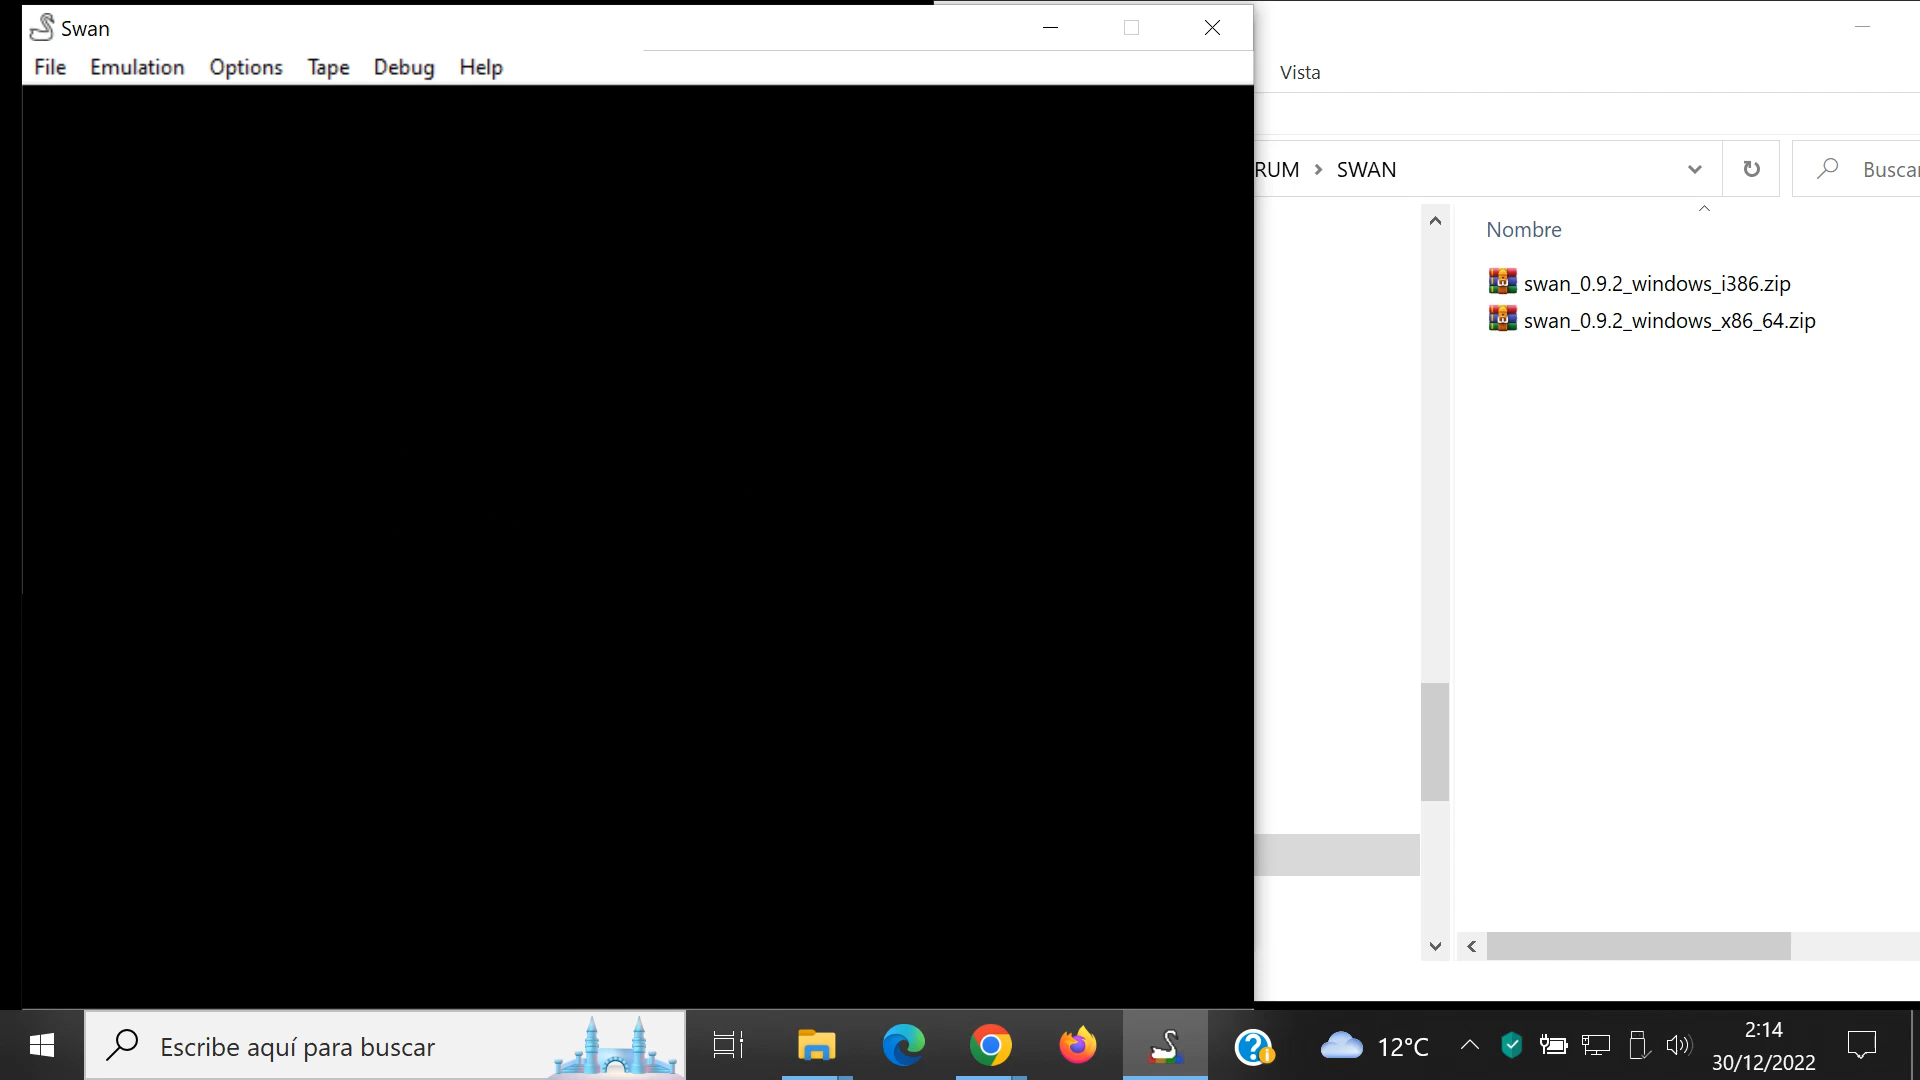 Swan
File Emulation Options Tape Debug Help
Vista
RUM > SWAN
Buscar
Nombre
swan_0.9.2_windows_i386.zip
swan_0.9.2_windows_x86_64.zip
Escribe aquí para buscar
12°C
2:14
30/12/2022